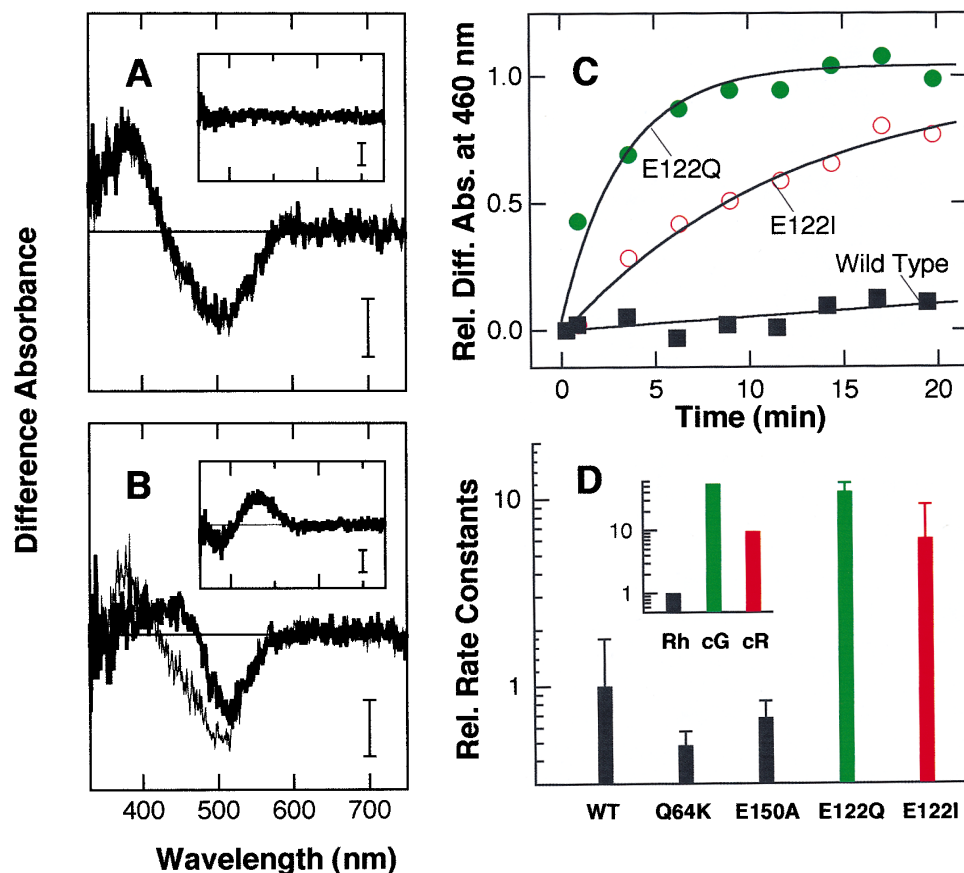 Difference Absorbance
A
B
400 500 600 700
Wavelength (nm)
Rel. Diff. Abs. at 460 nm
C
1.0
0.5
0.0
E122Q
E122I
Wild Type
0 5 10 15 20
Time (min)
Rel. Rate Constants
D
10
1
10
1
Rh cG cR
WT Q64K E150A E122Q E122I